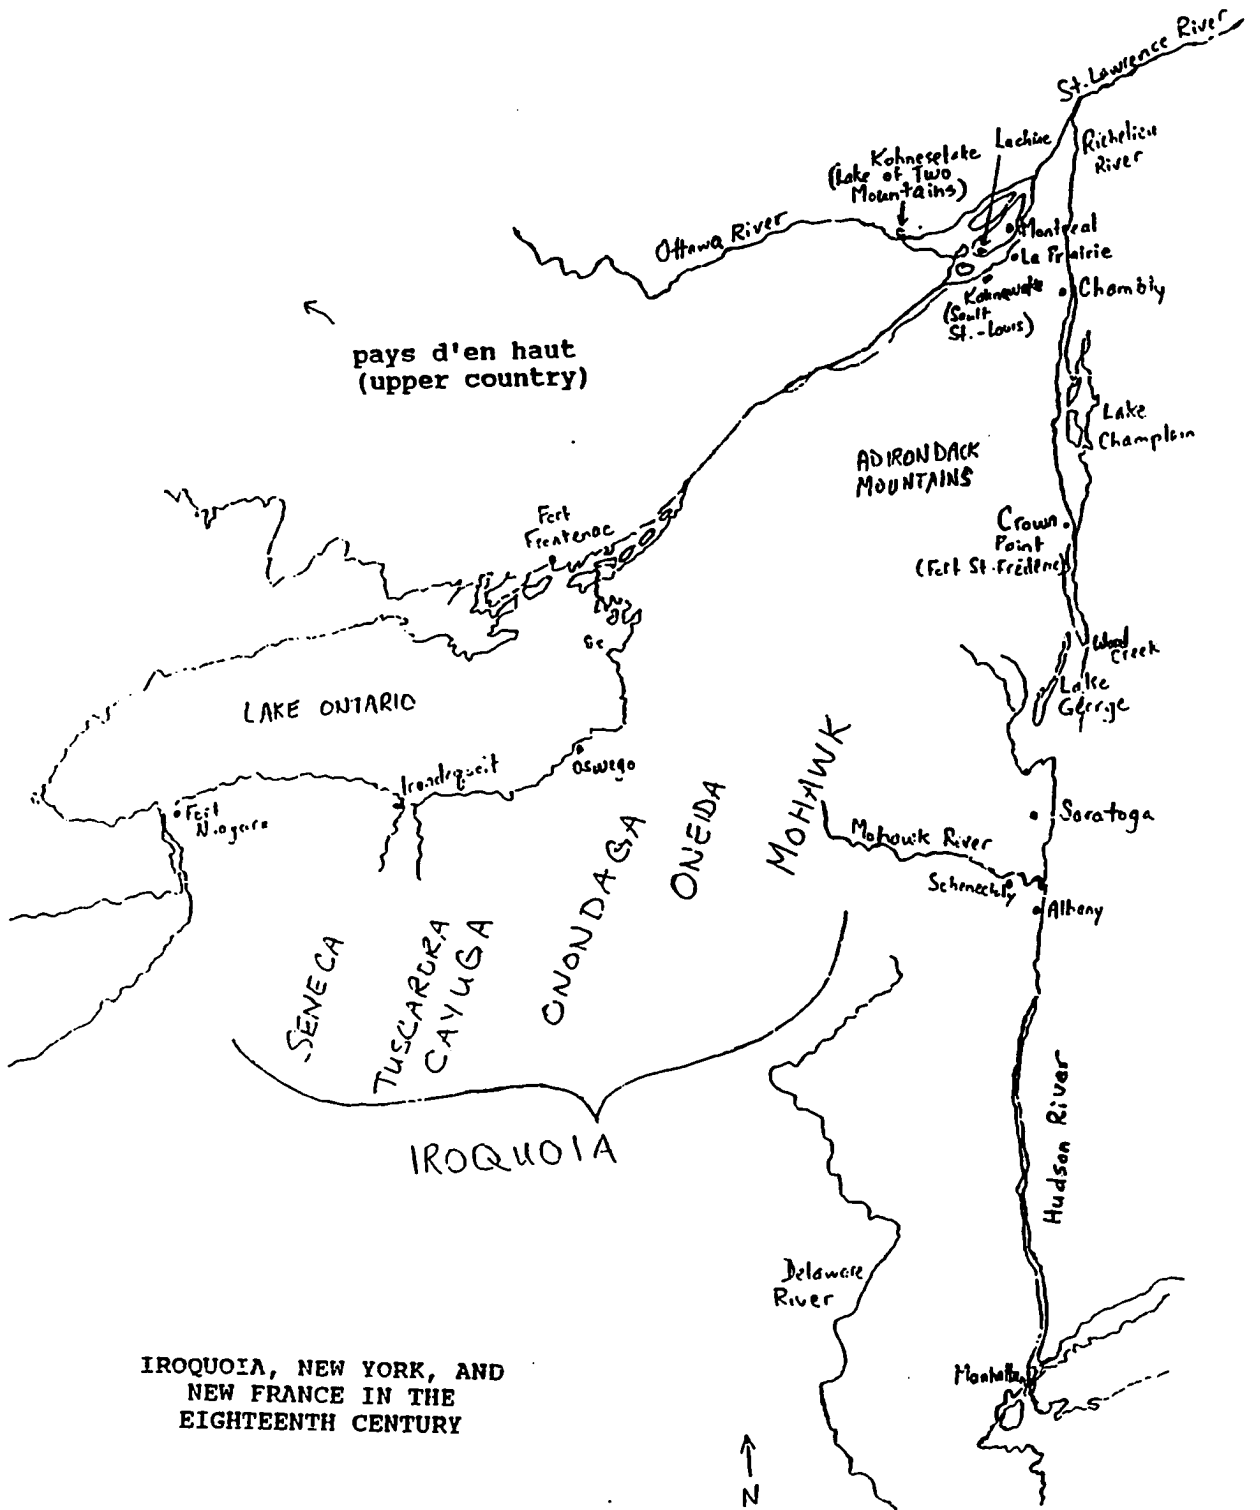 St. Lawrence River
Richelieu
River
Lachine
Kahnesetake
(Lake of Two
Mountains)
Ottawa River
Montreal
La Prairie
Kahnawake
(Sault
St.-Louis)
Chambly
pays d'en haut
(upper country)
Lake
Champlain
ADIRONDACK
MOUNTAINS
Fort
Frontenac
Crown
Point
(Fort St. Frédéric)
Wood
Creek
Lake
George
LAKE ONTARIO
Oswego
Irondequoit
Fort
Niagara
MOHAWK
ONEIDA
ONONDAGA
Mohawk River
Saratoga
Schenectady
Albany
SENECA
TUSCARORA
CAYUGA
IROQUOIA
Hudson River
Delaware
River
Manhattan
IROQUOIA, NEW YORK, AND
NEW FRANCE IN THE
EIGHTEENTH CENTURY
N